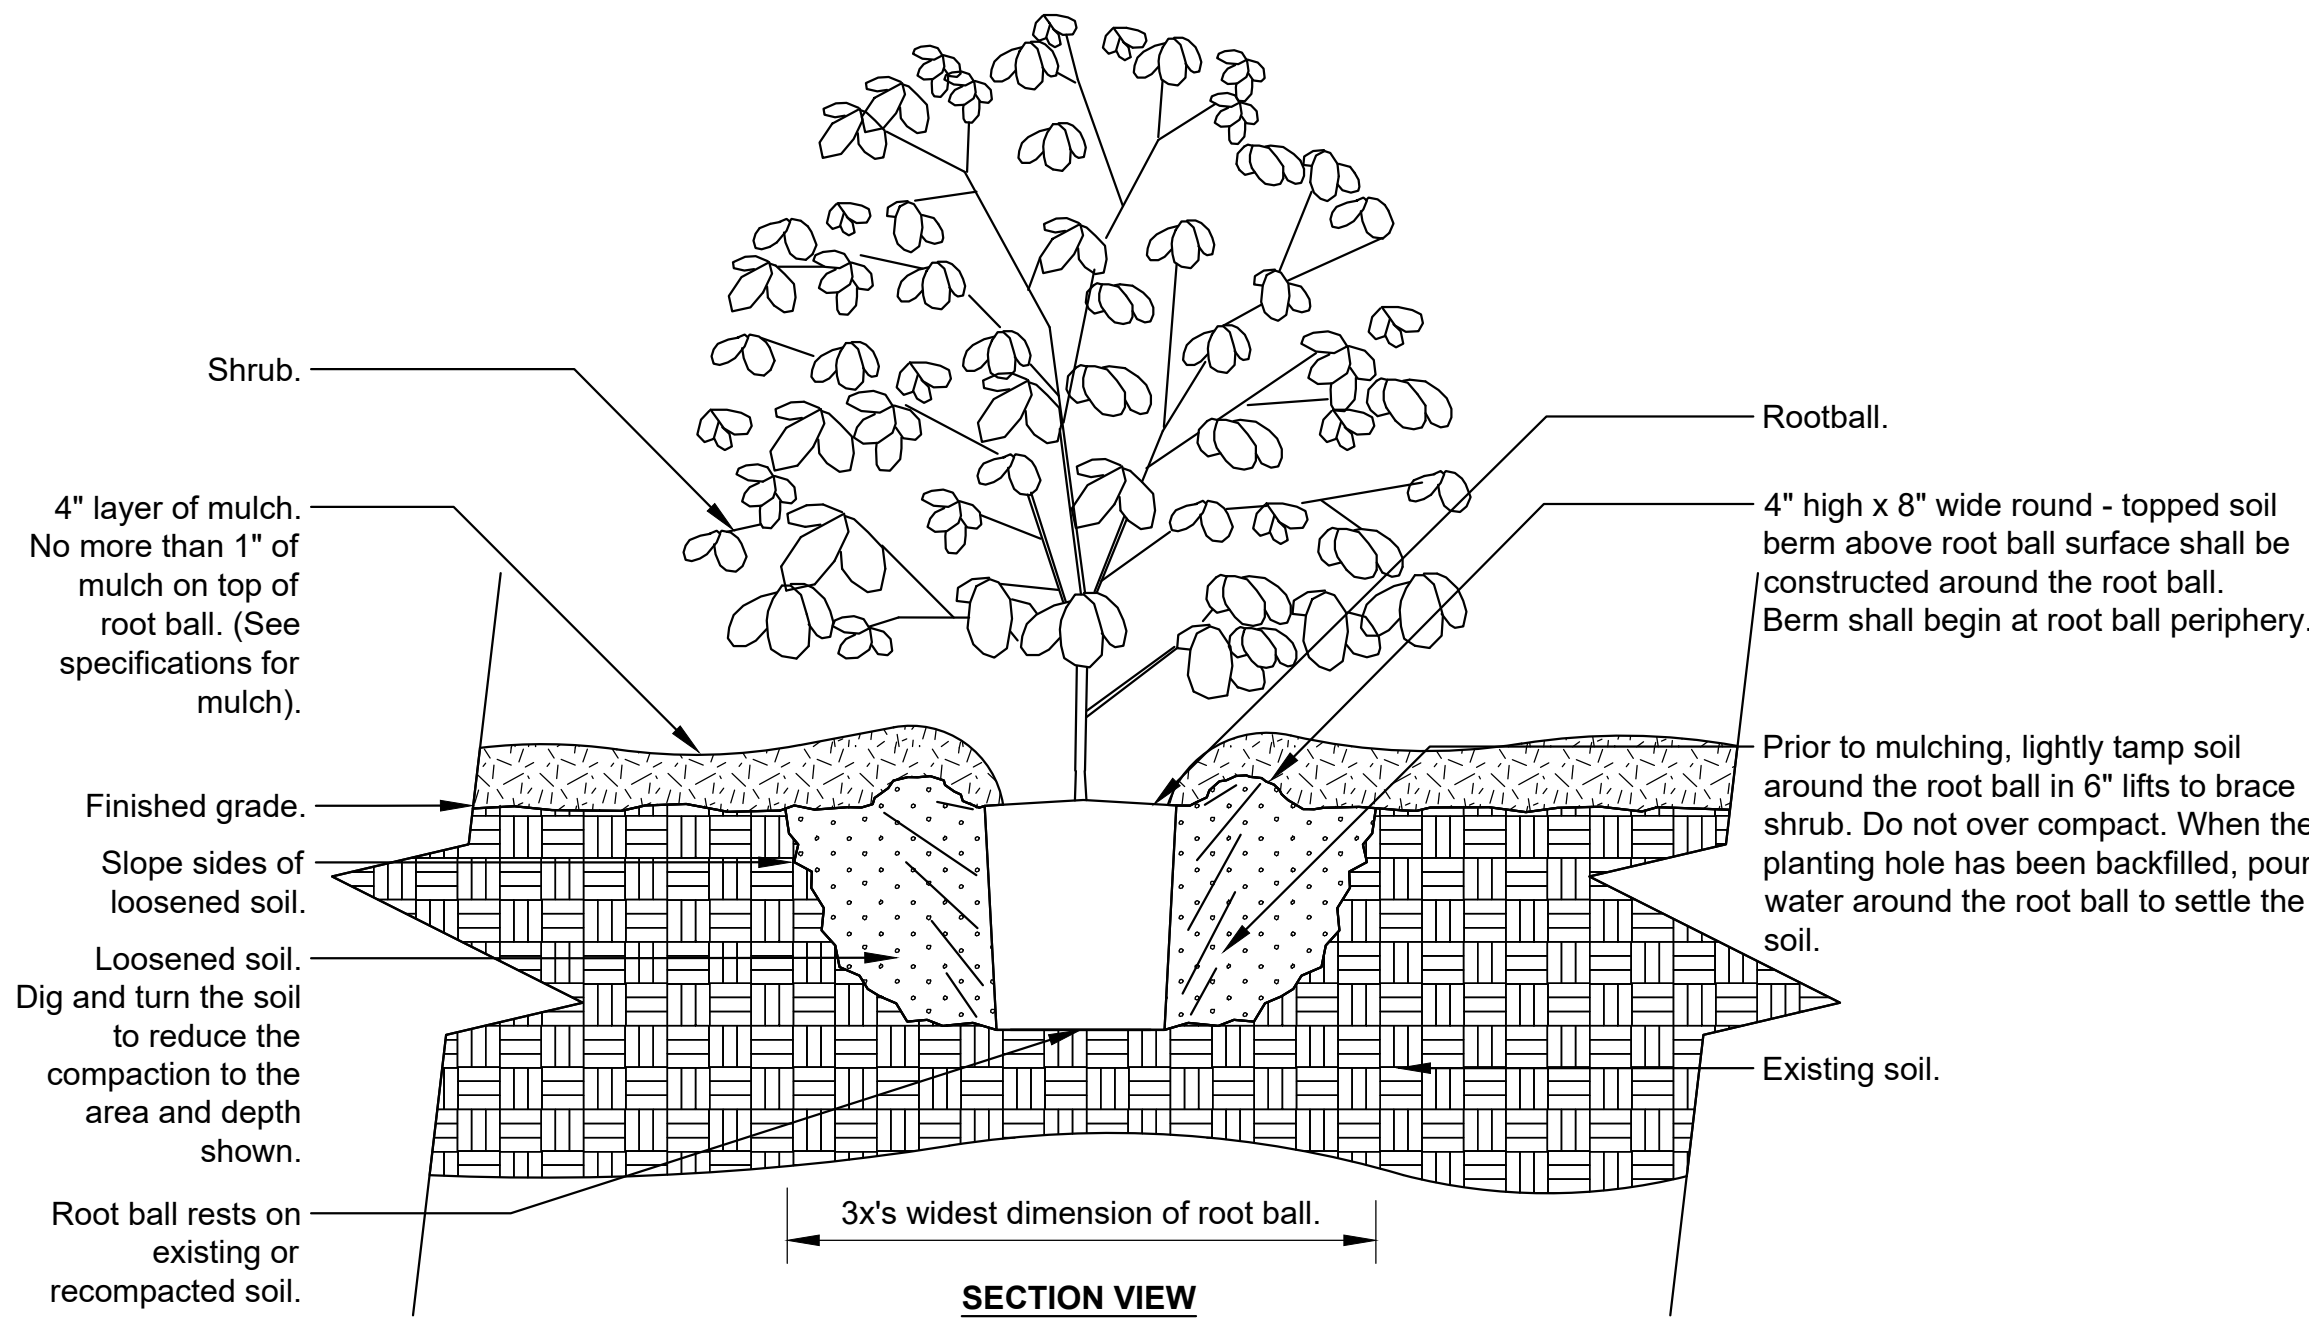 Shrub.
4" layer of mulch.
No more than 1" of
mulch on top of
root ball. (See
specifications for
mulch).
Finished grade.
Slope sides of
loosened soil.
Loosened soil.
Dig and turn the soil
to reduce the
compaction to the
area and depth
shown.
Root ball rests on
existing or
recompacted soil.
Rootball.
4" high x 8" wide round - topped soil
berm above root ball surface shall be
constructed around the root ball.
Berm shall begin at root ball periphery.
Prior to mulching, lightly tamp soil
around the root ball in 6" lifts to brace
shrub. Do not over compact. When the
planting hole has been backfilled, pour
water around the root ball to settle the
soil.
Existing soil.
3x's widest dimension of root ball.
SECTION VIEW